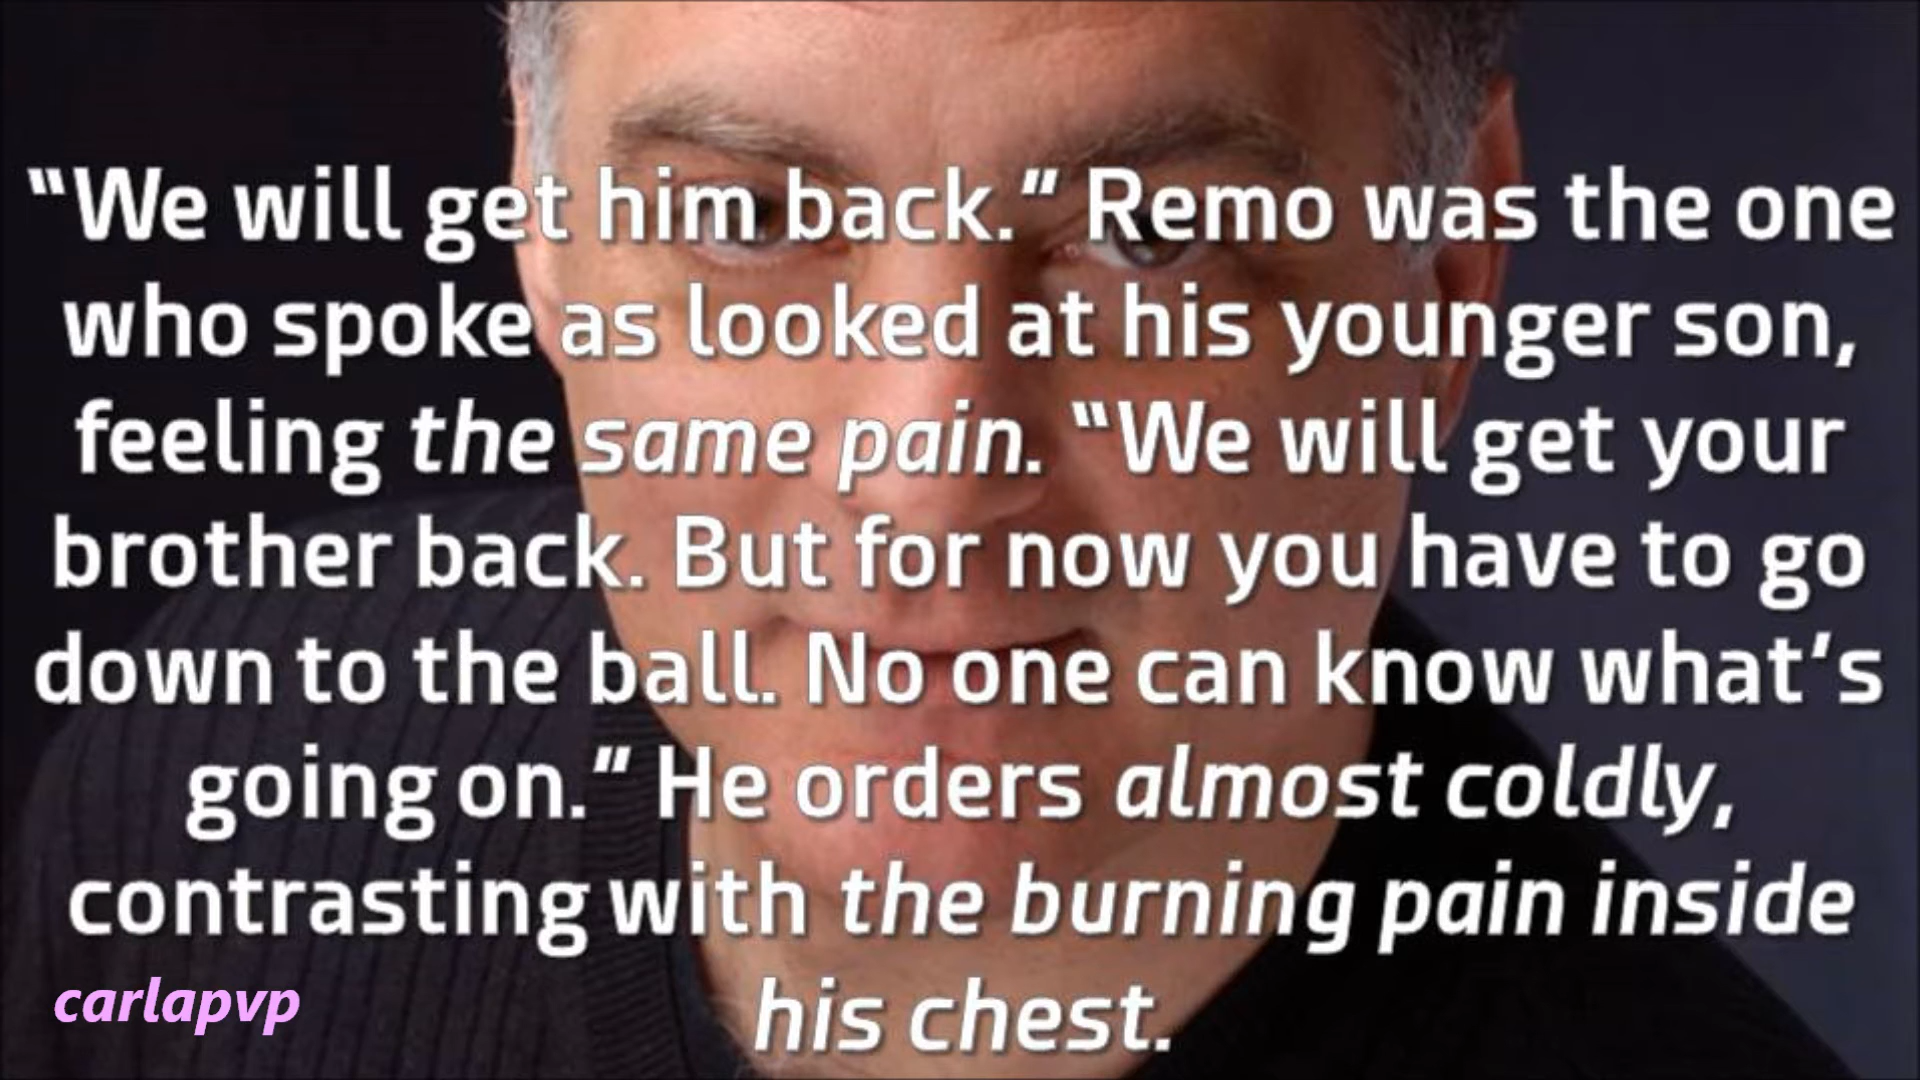 “We will get him back.” Remo was the one
who spoke as looked at his younger son,
feeling the same pain. “We will get your
brother back. But for now you have to go
down to the ball. No one can know what’s
going on.” He orders almost coldly,
contrasting with the burning pain inside
his chest.
carlapvp